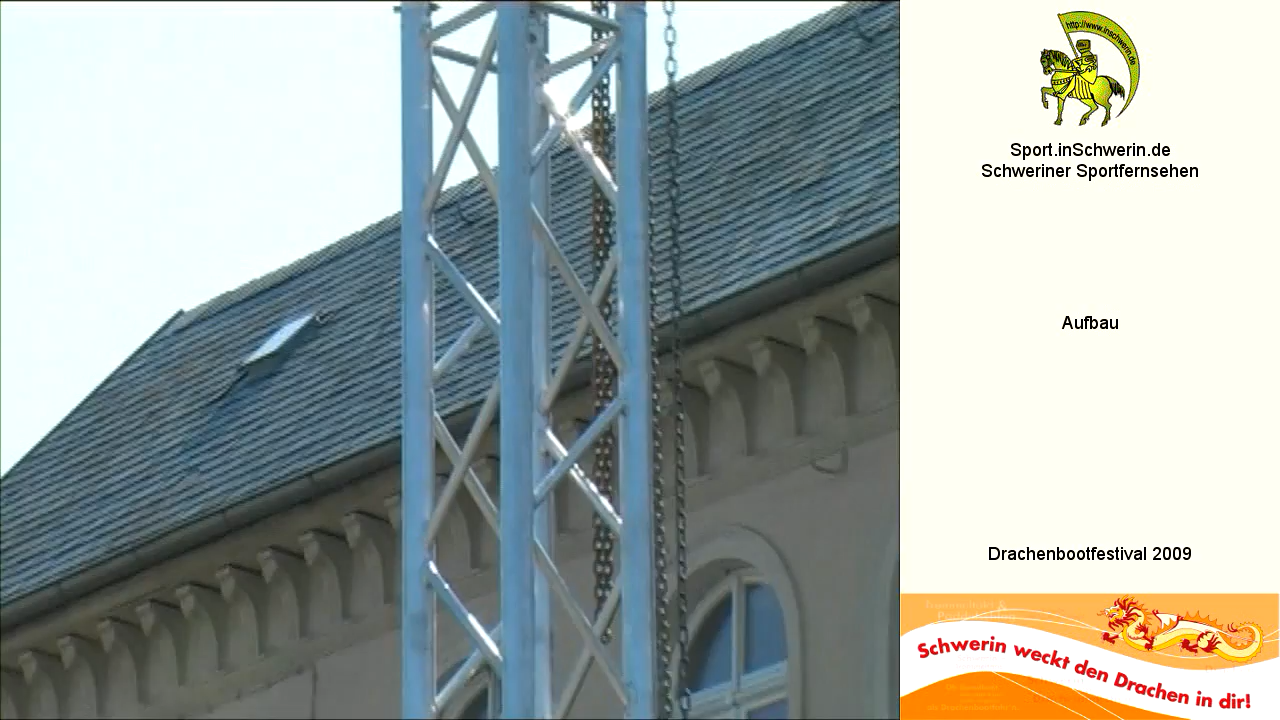 http://www.inschwerin.de
Sport.inSchwerin.de
Schweriner Sportfernsehen
Aufbau
Drachenbootfestival 2009
Schwerin weckt den Drachen in dir!